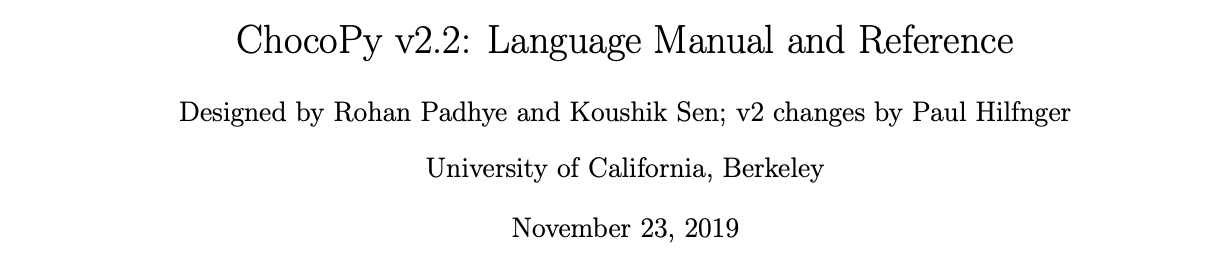 ChocoPy v2.2: Language Manual and Reference
Designed by Rohan Padhye and Koushik Sen; v2 changes by Paul Hilfnger
University of California, Berkeley
November 23, 2019